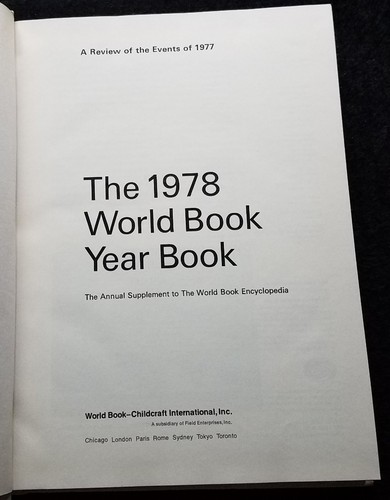 A Review of the Events of 1977
The 1978
World Book
Year Book
The Annual Supplement to The World Book Encyclopedia
World Book–Childcraft International, Inc.
A subsidiary of Field Enterprises, Inc.
Chicago London Paris Rome Sydney Tokyo Toronto